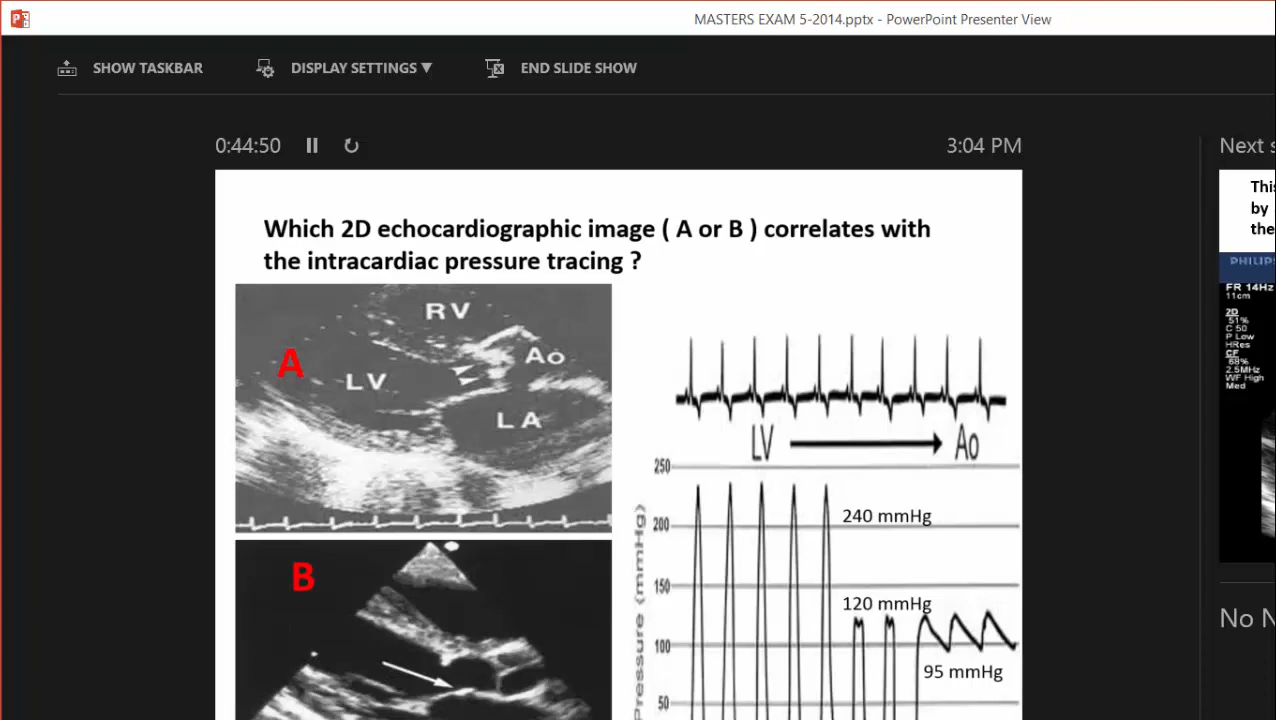 MASTERS EXAM 5-2014.pptx - PowerPoint Presenter View
SHOW TASKBAR
DISPLAY SETTINGS ▼
END SLIDE SHOW
0:44:50
3:04 PM
Next s
Which 2D echocardiographic image ( A or B ) correlates with
the intracardiac pressure tracing ?
A
RV
Ao
LV
LA
B
LV
Ao
250
200
150
100
50
Pressure (mmHg)
240 mmHg
120 mmHg
95 mmHg
Thi
by
the
PHILIPS
FR 14Hz
11cm
2D
51%
C 50
P Low
HRes
CF
68%
2.5MHz
WF High
Med
No N